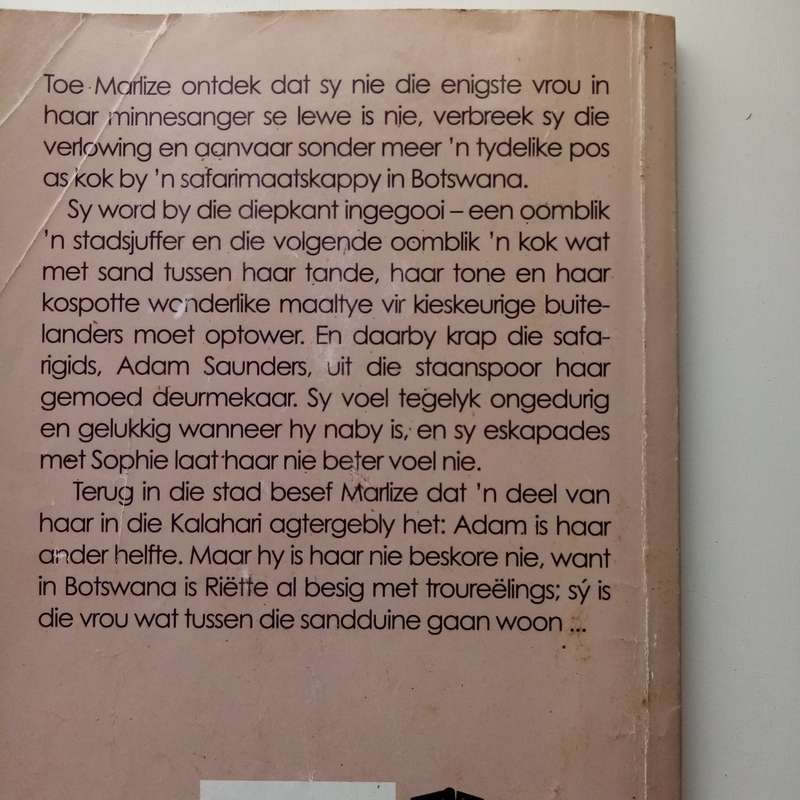 Toe Marlize ontdek dat sy nie die enigste vrou in
haar minnesanger se lewe is nie, verbreek sy die
verlowing en aanvaar sonder meer 'n tydelike pos
as kok by 'n safarimaatskappy in Botswana.
Sy word by die diepkant ingegooi – een oomblik
'n stadsjuffer en die volgende oomblik 'n kok wat
met sand tussen haar tande, haar tone en haar
kospotte wonderlike maaltye vir kieskeurige buite-
landers moet optower. En daarby krap die safa-
rigids, Adam Saunders, uit die staanspoor haar
gemoed deurmekaar. Sy voel tegelyk ongedurig
en gelukkig wanneer hy naby is, en sy eskapades
met Sophie laat haar nie beter voel nie.
Terug in die stad besef Marlize dat 'n deel van
haar in die Kalahari agtergebly het: Adam is haar
ander helfte. Maar hy is haar nie beskore nie, want
in Botswana is Riëtte al besig met troureëlings; sý is
die vrou wat tussen die sandduine gaan woon ...